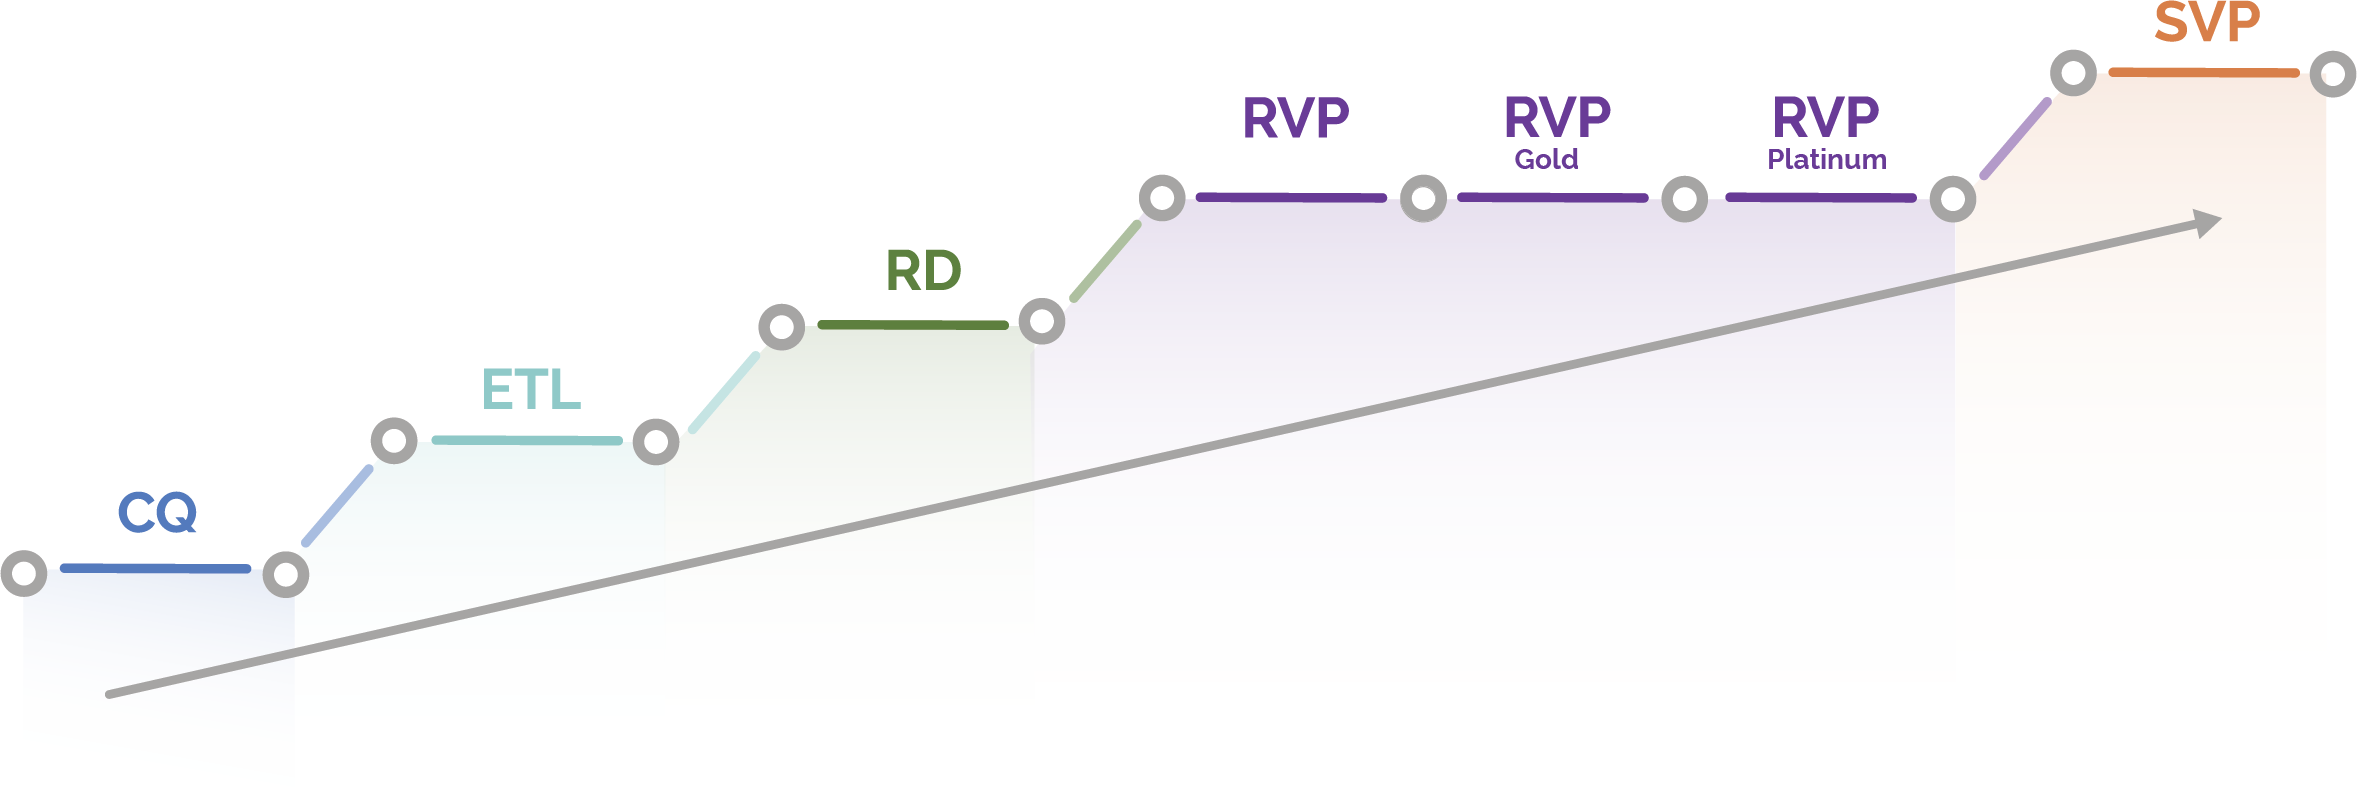 CQ
ETL
RD
RVP
RVP
Gold
RVP
Platinum
SVP